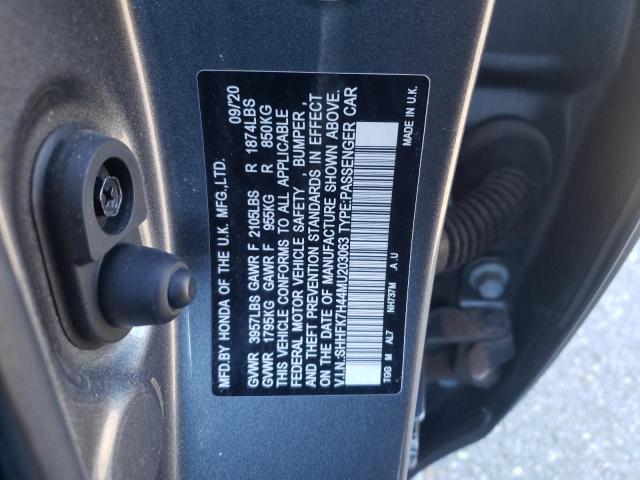 MFD.BY HONDA OF THE U.K. MFG.,LTD. 09/20
GVWR 3957LBS GAWR F 2105LBS R 1874LBS
GVWR 1795KG GAWR F 955KG R 850KG
THIS VEHICLE CONFORMS TO ALL APPLICABLE
FEDERAL MOTOR VEHICLE SAFETY , BUMPER ,
AND THEFT PREVENTION STANDARDS IN EFFECT
ON THE DATE OF MANUFACTURE SHOWN ABOVE.
V.I.N.:SHHFK7H44MU203063 TYPE:PASSENGER CAR
TGG M ALT NH737M .A .U MADE IN U.K.